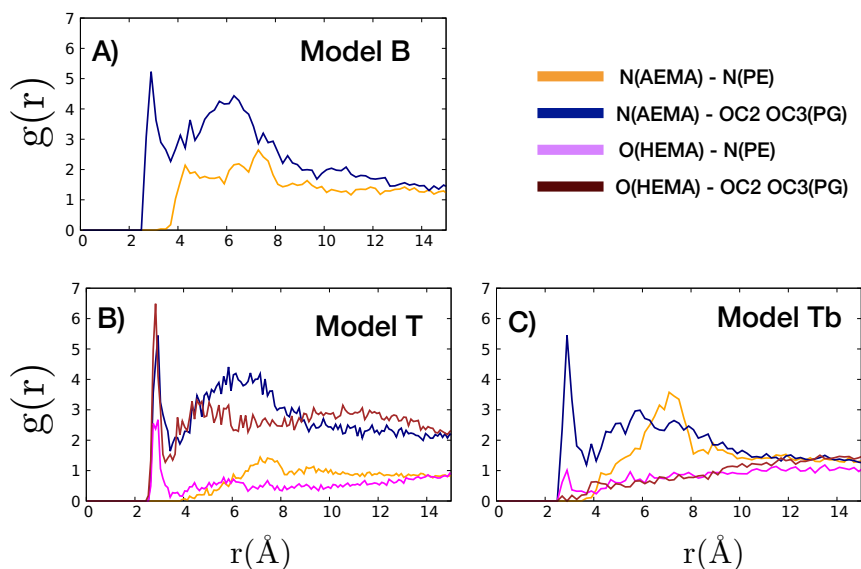 A)
Model B
g(r)
7
6
5
4
3
2
1
0
0 2 4 6 8 10 12 14
N(AEMA) - N(PE)
N(AEMA) - OC2 OC3(PG)
O(HEMA) - N(PE)
O(HEMA) - OC2 OC3(PG)
B)
Model T
g(r)
7
6
5
4
3
2
1
0
0 2 4 6 8 10 12 14
r(Å)
C)
Model Tb
7
6
5
4
3
2
1
0
0 2 4 6 8 10 12 14
r(Å)